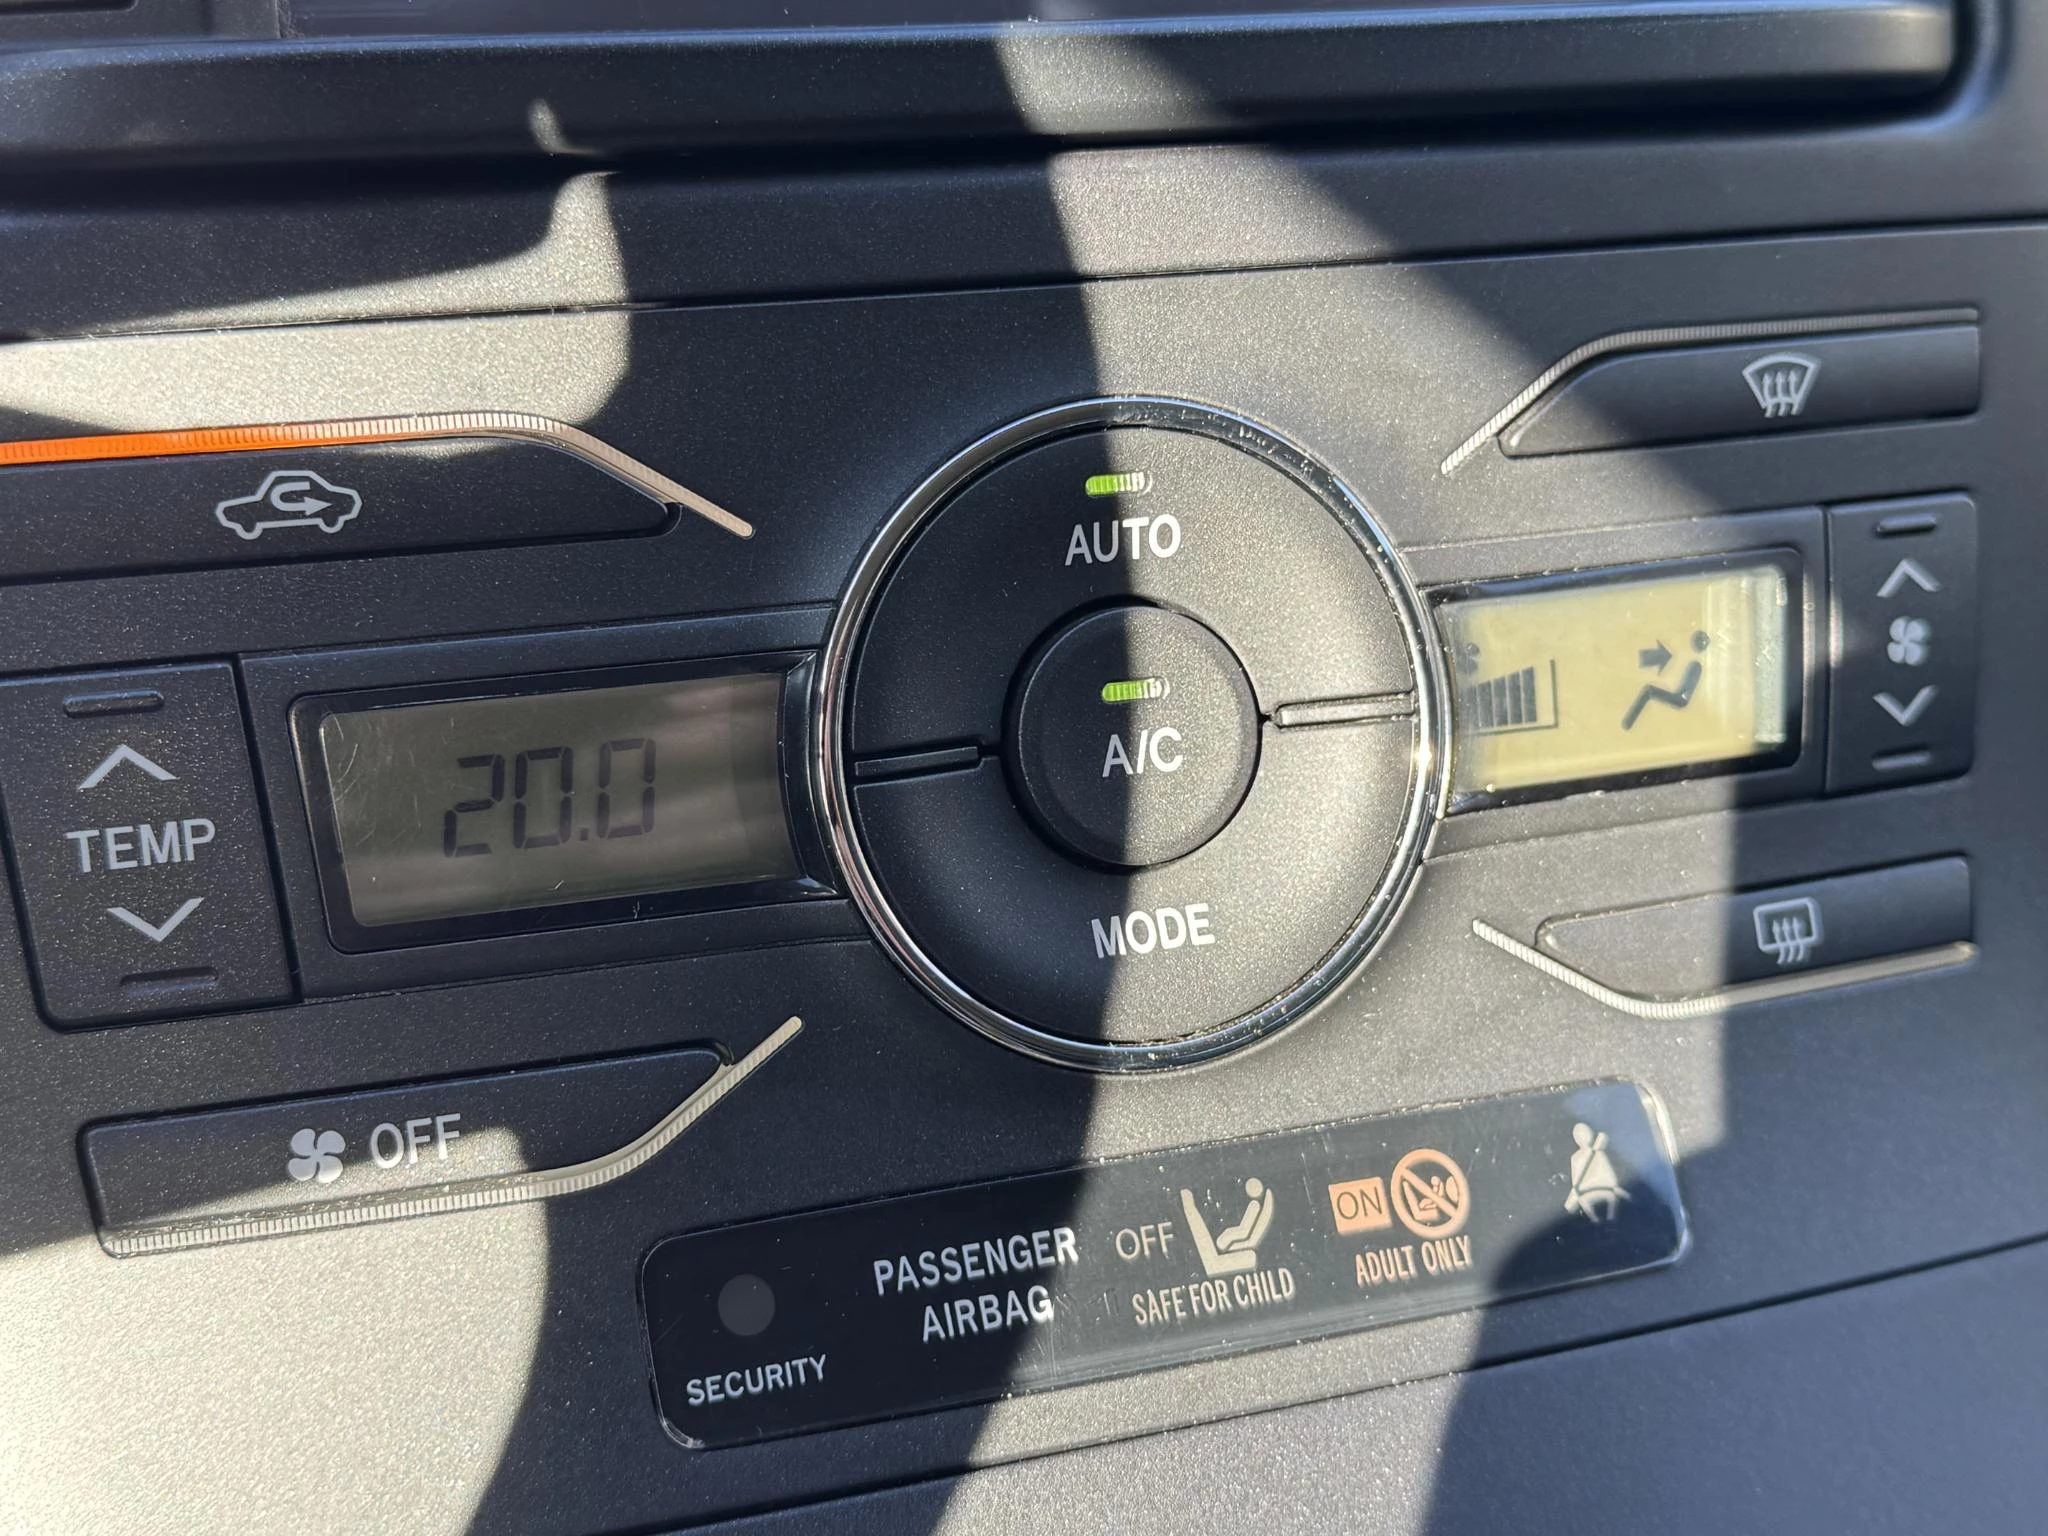 AUTO
A/C
MODE
TEMP
20.0
OFF
PASSENGER
AIRBAG
OFF
SAFE FOR CHILD
ON
ADULT ONLY
SECURITY